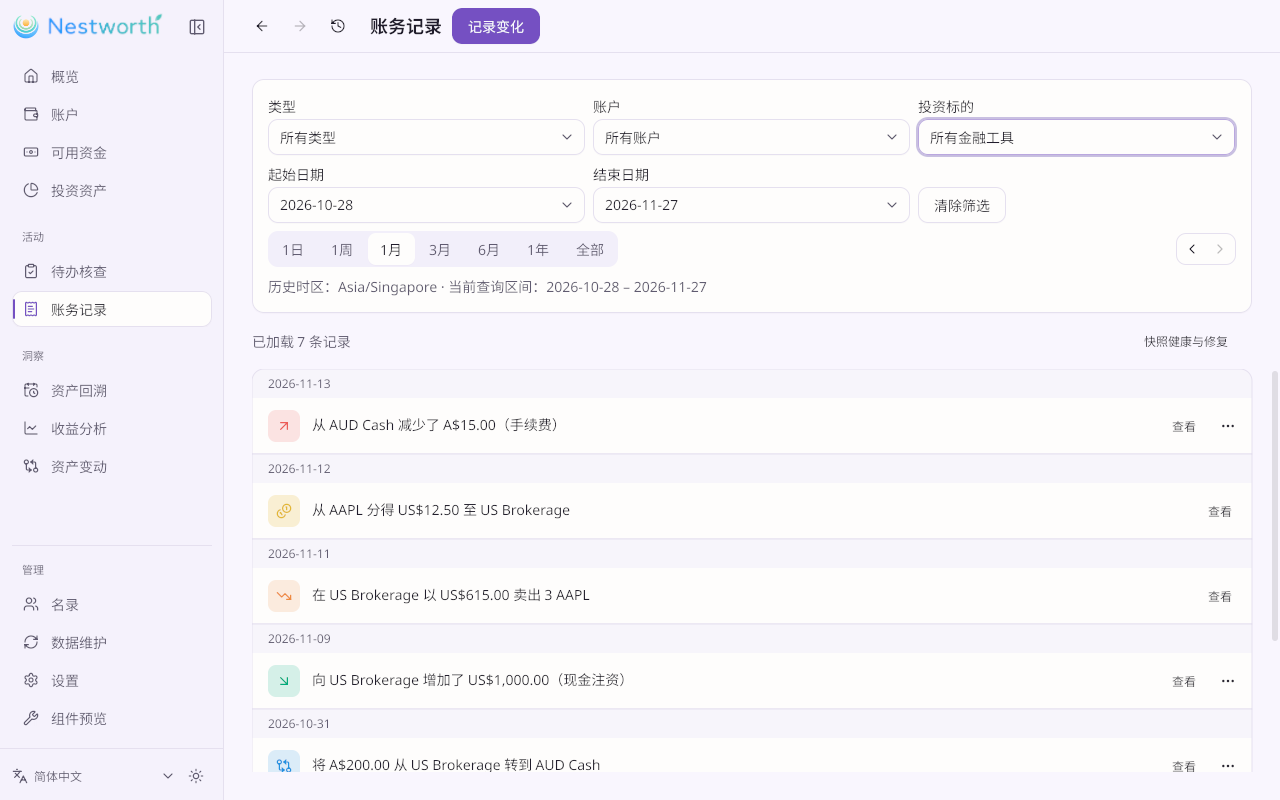 Nestworth
账务记录
记录变化
概览
账户
可用资金
投资资产
活动
待办核查
账务记录
洞察
资产回溯
收益分析
资产变动
管理
名录
数据维护
设置
组件预览
简体中文
类型
账户
投资标的
所有类型
所有账户
所有金融工具
起始日期
结束日期
2026-10-28
2026-11-27
清除筛选
1日
1周
1月
3月
6月
1年
全部
历史时区：Asia/Singapore · 当前查询区间：2026-10-28 – 2026-11-27
已加载 7 条记录
快照健康与修复
2026-11-13
从 AUD Cash 减少了 A$15.00（手续费）
查看
2026-11-12
从 AAPL 分得 US$12.50 至 US Brokerage
查看
2026-11-11
在 US Brokerage 以 US$615.00 卖出 3 AAPL
查看
2026-11-09
向 US Brokerage 增加了 US$1,000.00（现金注资）
查看
2026-10-31
将 A$200.00 从 US Brokerage 转到 AUD Cash
查看